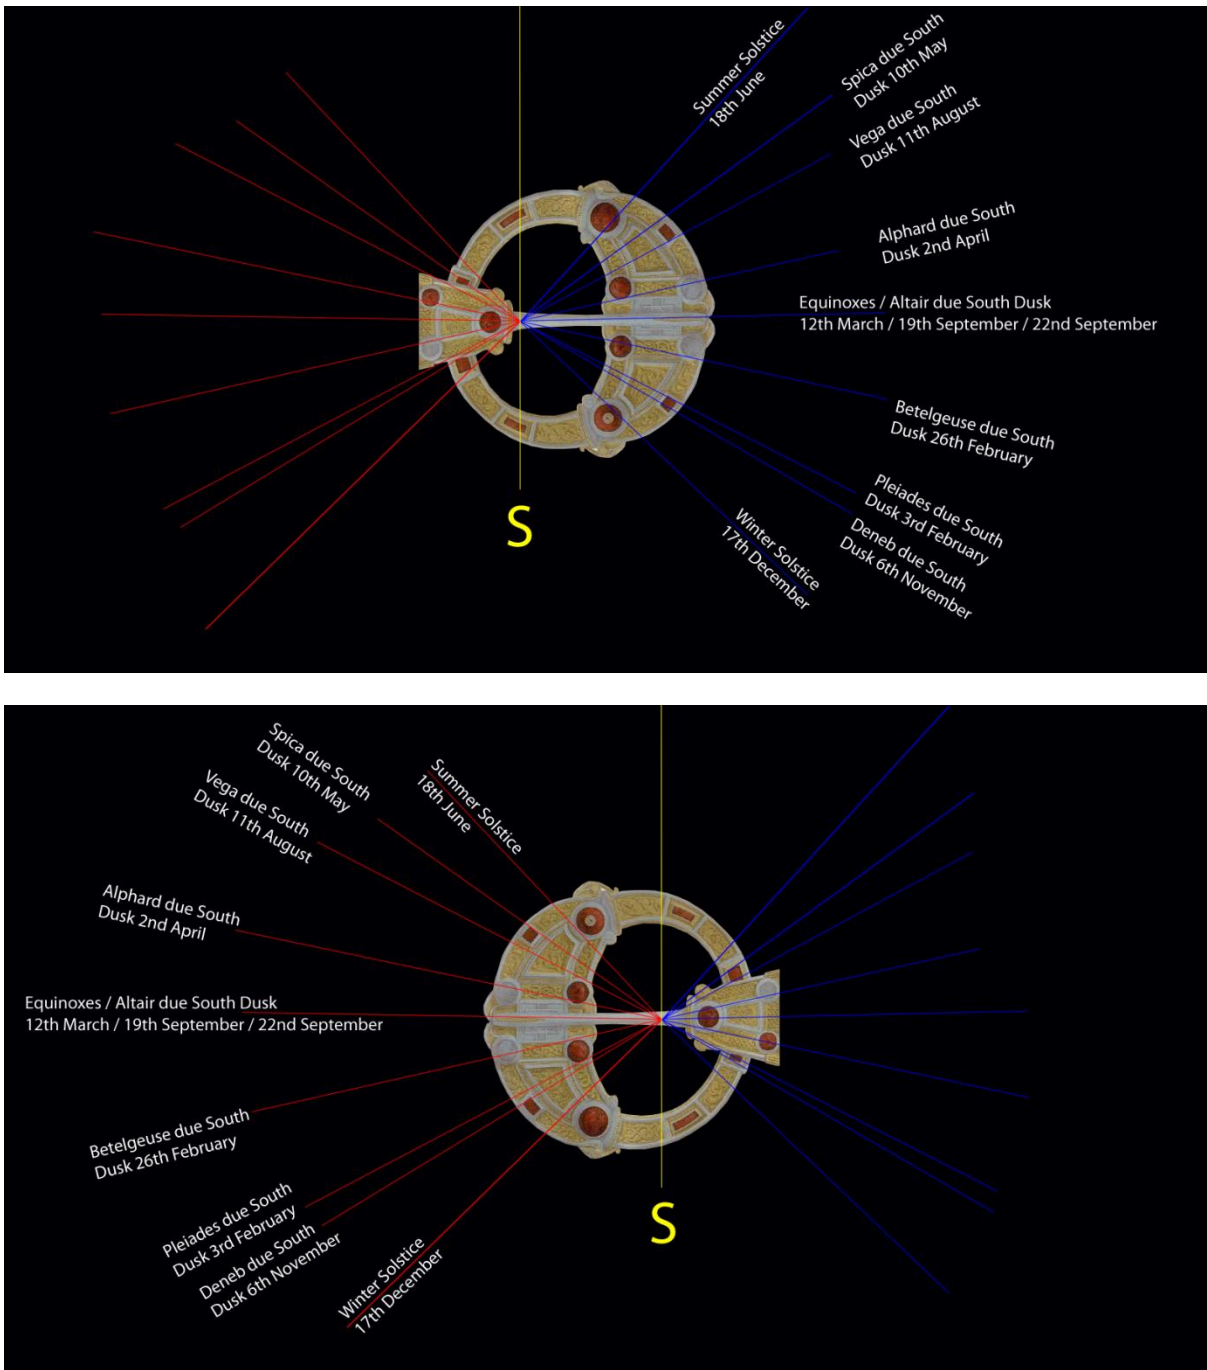 Summer Solstice
18th June
Spica due South
Dusk 10th May
Vega due South
Dusk 11th August
Alphard due South
Dusk 2nd April
Equinoxes / Altair due South Dusk
12th March / 19th September / 22nd September
Betelgeuse due South
Dusk 26th February
Pleiades due South
Dusk 3rd February
Deneb due South
Dusk 6th November
Winter Solstice
17th December
S
Spica due South
Dusk 10th May
Summer Solstice
18th June
Vega due South
Dusk 11th August
Alphard due South
Dusk 2nd April
Equinoxes / Altair due South Dusk
12th March / 19th September / 22nd September
Betelgeuse due South
Dusk 26th February
Pleiades due South
Dusk 3rd February
Deneb due South
Dusk 6th November
Winter Solstice
17th December
S